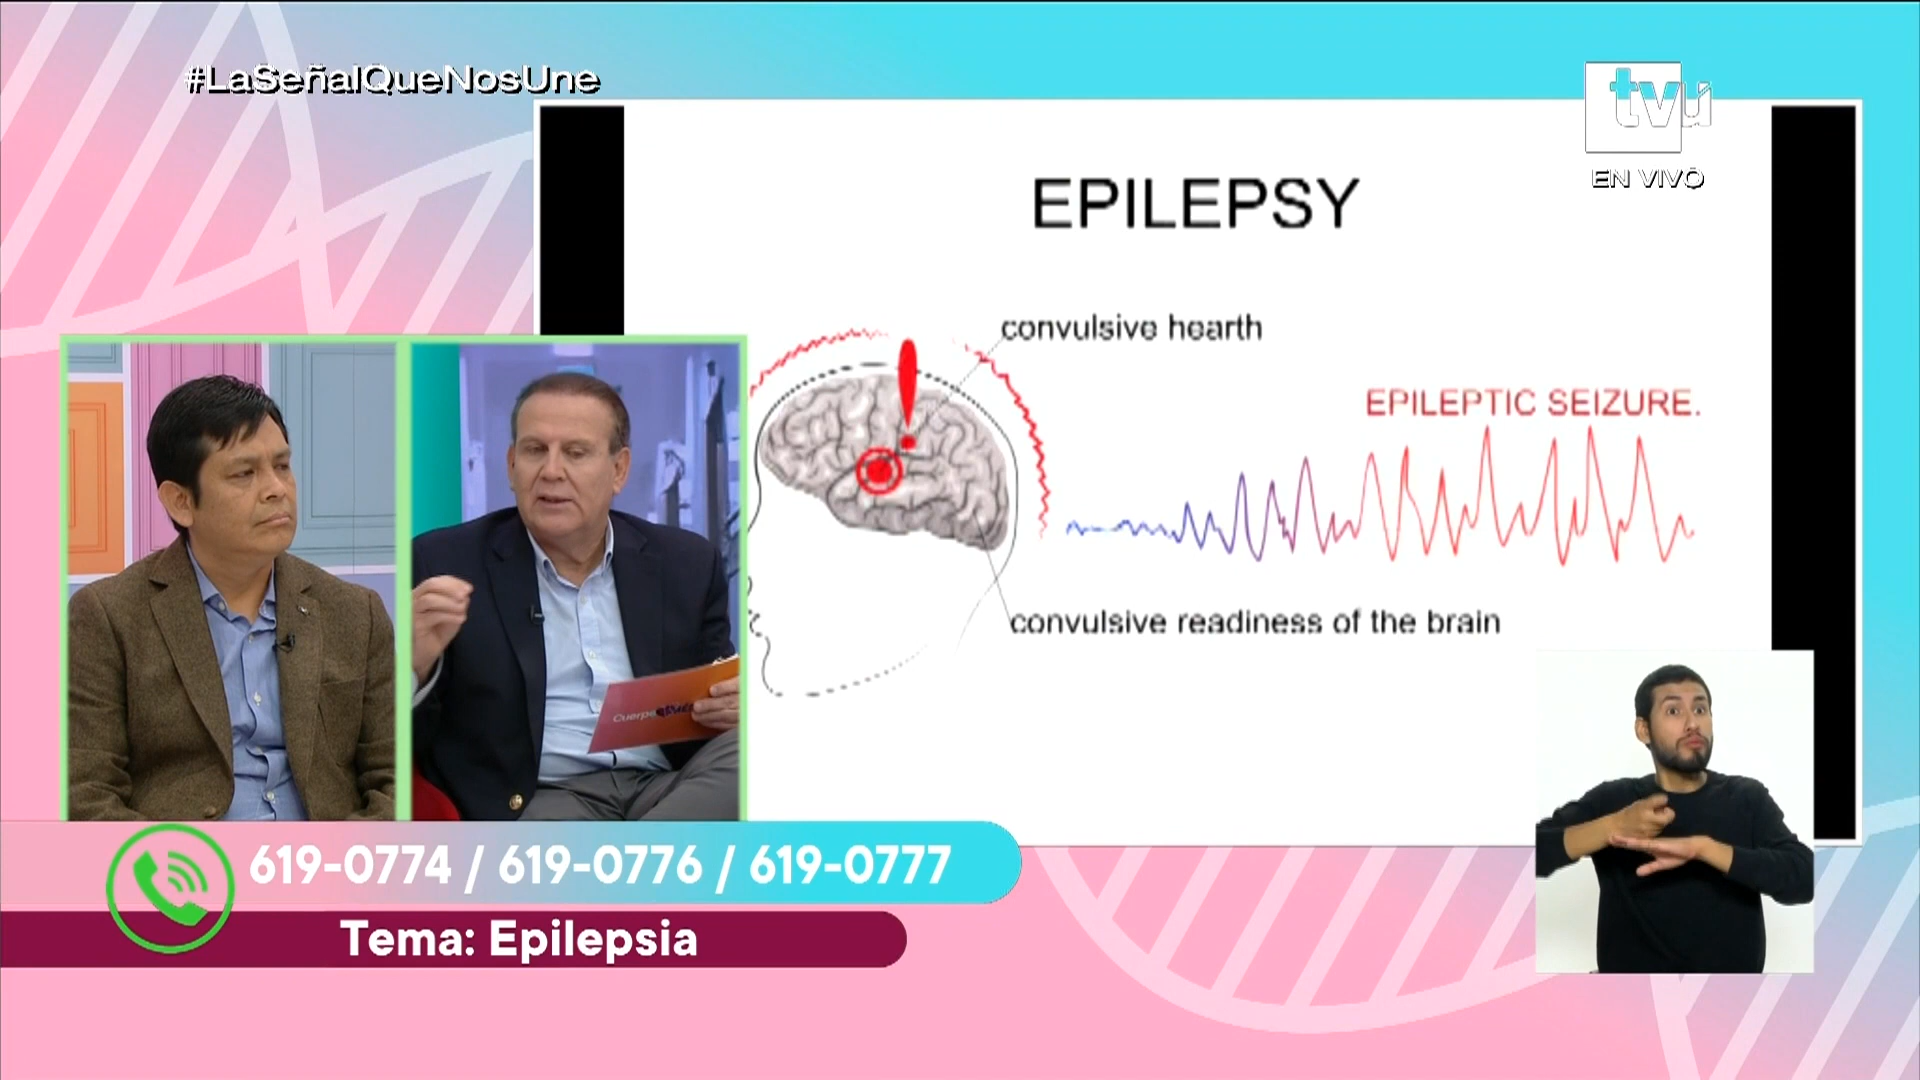 #LaSeñalQueNosUne
tvú
EN VIVO
EPILEPSY
convulsive hearth
EPILEPTIC SEIZURE.
convulsive readiness of the brain
619-0774 / 619-0776 / 619-0777
Tema: Epilepsia